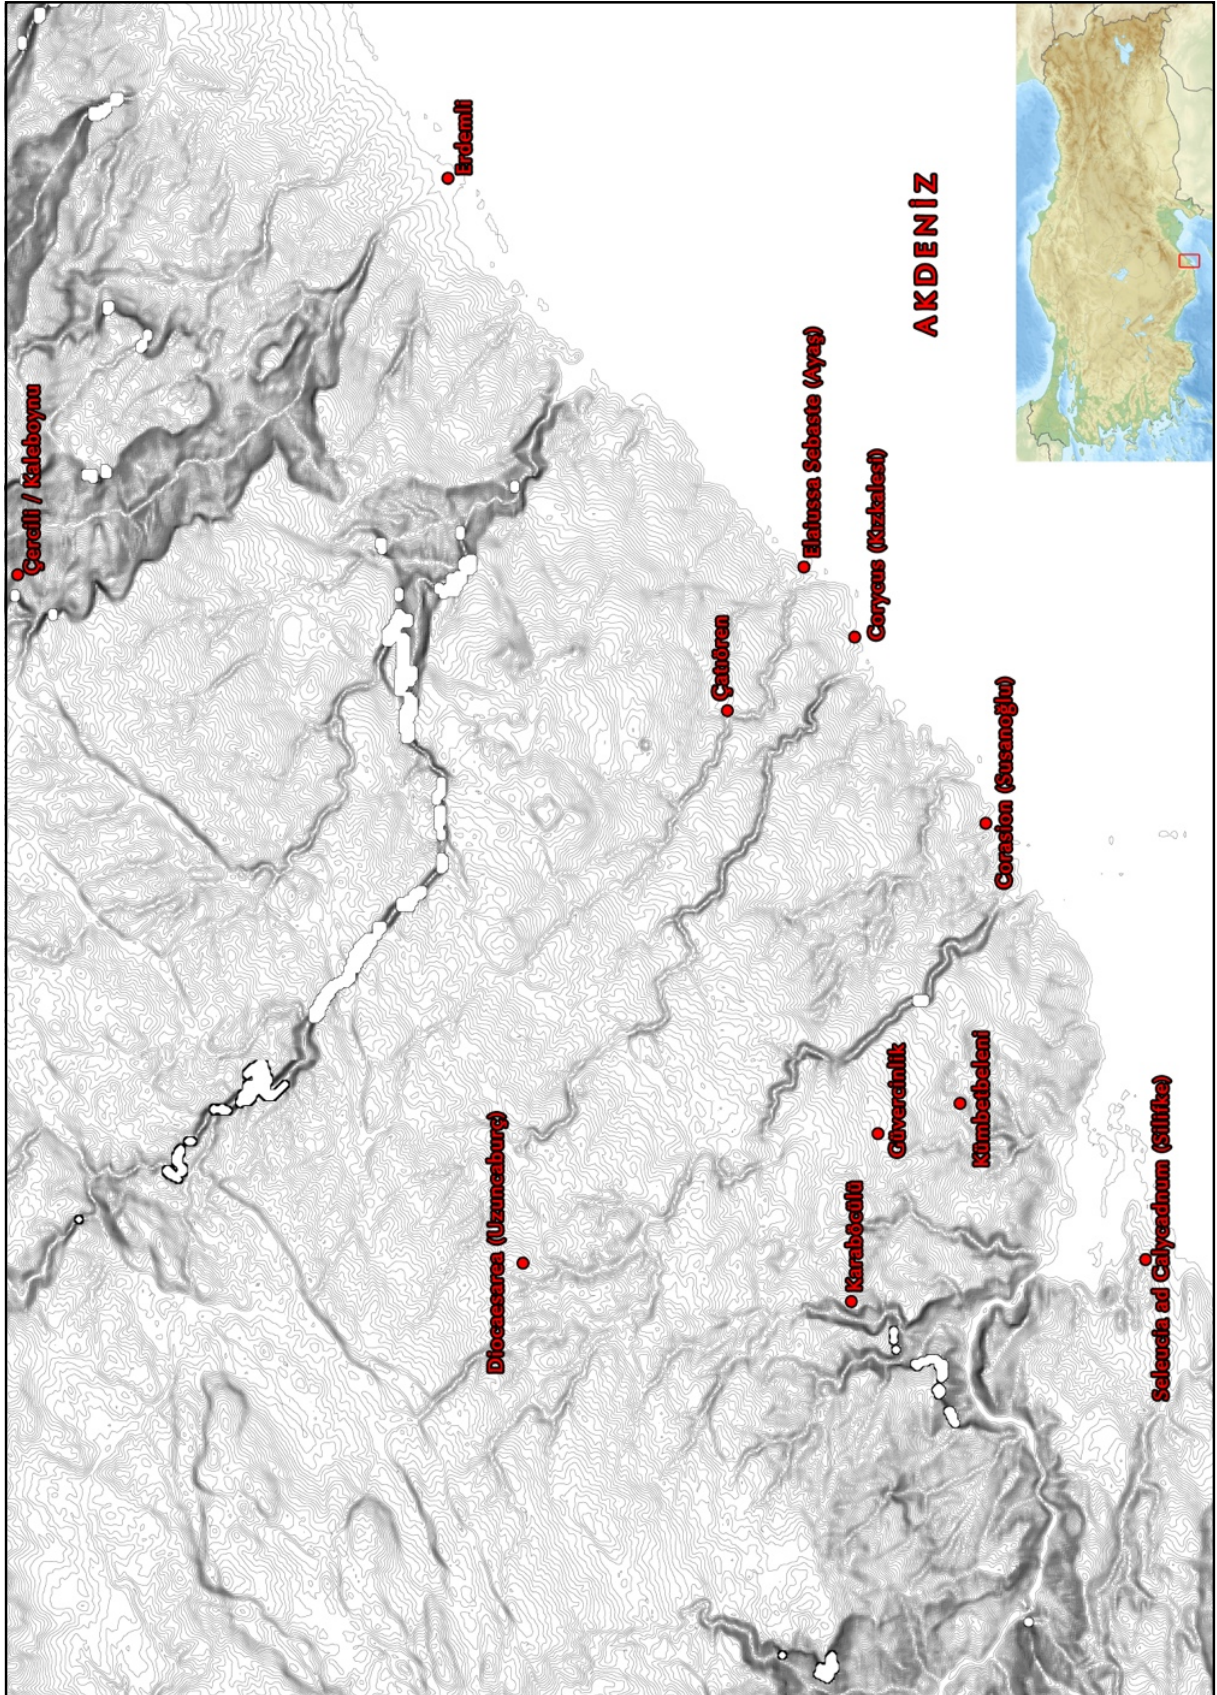 Çercili / Kaleboynu
Erdemli
AKDENİZ
Elaiussa Sebaste (Ayaş)
Corycus (Kızkalesi)
Çatıören
Corasion (Susanoğlu)
Diocaesarea (Uzuncaburç)
Güvercinlik
Kümbetbeleni
Karaböcülü
Seleucia ad Calycadnum (Silifke)